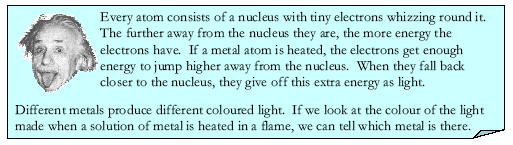 Every atom consists of a nucleus with tiny electrons whizzing round it.
The further away from the nucleus they are, the more energy the
electrons have.  If a metal atom is heated, the electrons get enough
energy to jump higher away from the nucleus.  When they fall back
closer to the nucleus, they give off this extra energy as light.
Different metals produce different coloured light.  If we look at the colour of the light
made when a solution of metal is heated in a flame, we can tell which metal is there.